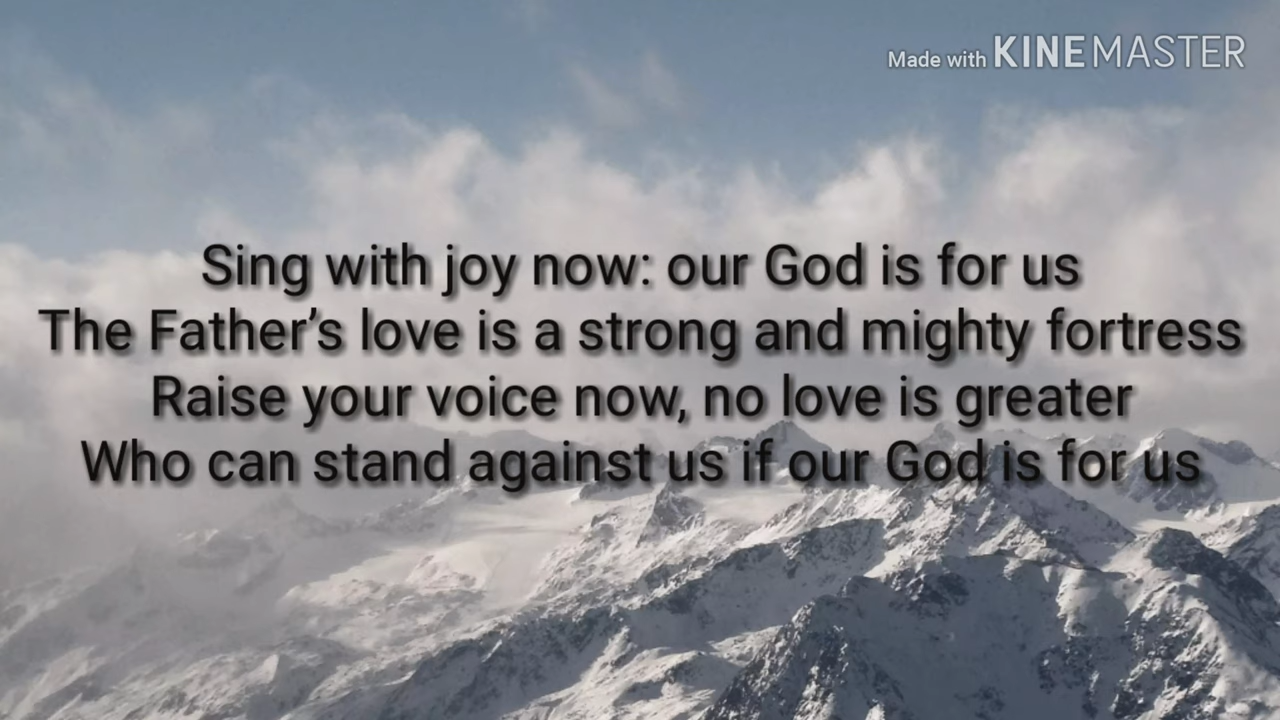 Made with KINEMASTER
Sing with joy now: our God is for us
The Father’s love is a strong and mighty fortress
Raise your voice now, no love is greater
Who can stand against us if our God is for us